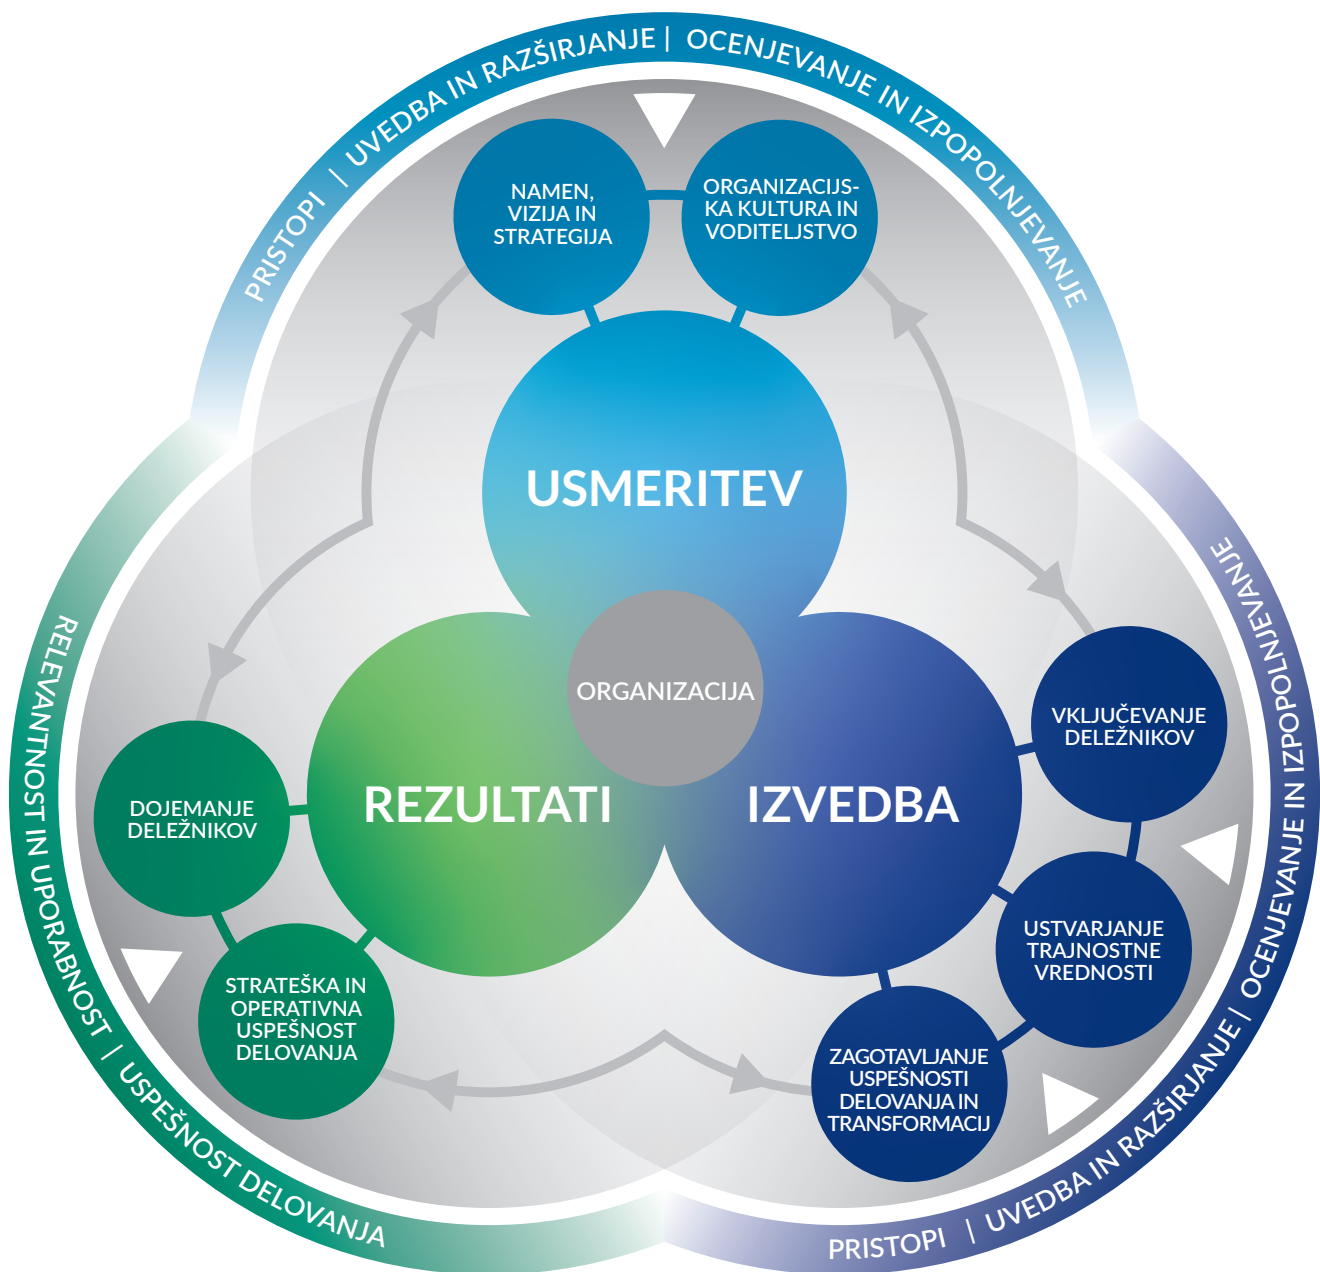 PRISTOPI | UVEDBA IN RAZŠIRJANJE | OCENJEVANJE IN IZPOPOLNJEVANJE
NAMEN,
VIZIJA IN
STRATEGIJA
ORGANIZACIJS-
KA KULTURA IN
VODITELJSTVO
USMERITEV
ORGANIZACIJA
REZULTATI
IZVEDBA
VKLJUČEVANJE
DELEŽNIKOV
USTVARJANJE
TRAJNOSTNE
VREDNOSTI
ZAGOTAVLJANJE
USPEŠNOSTI
DELOVANJA IN
TRANSFORMACIJ
DOJEMANJE
DELEŽNIKOV
STRATEŠKA IN
OPERATIVNA
USPEŠNOST
DELOVANJA
RELEVANTNOST IN UPORABNOST | USPEŠNOST DELOVANJA
PRISTOPI | UVEDBA IN RAZŠIRJANJE | OCENJEVANJE IN IZPOPOLNJEVANJE